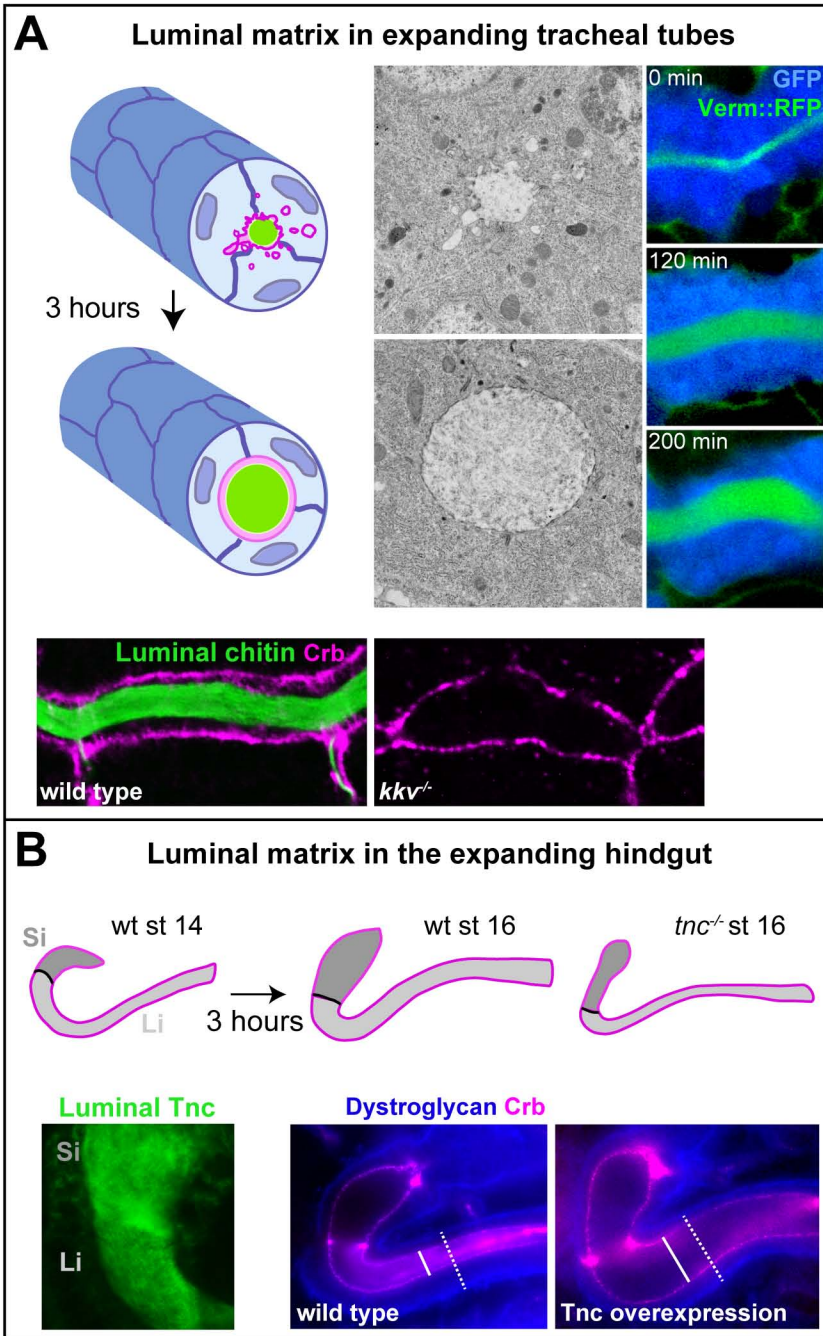 A
Luminal matrix in expanding tracheal tubes
3 hours
0 min
GFP
Verm::RFP
120 min
200 min
Luminal chitin Crb
wild type
kkv-/-
B
Luminal matrix in the expanding hindgut
Si
Li
wt st 14
3 hours
wt st 16
tnc-/- st 16
Luminal Tnc
Si
Li
Dystroglycan Crb
wild type
Tnc overexpression